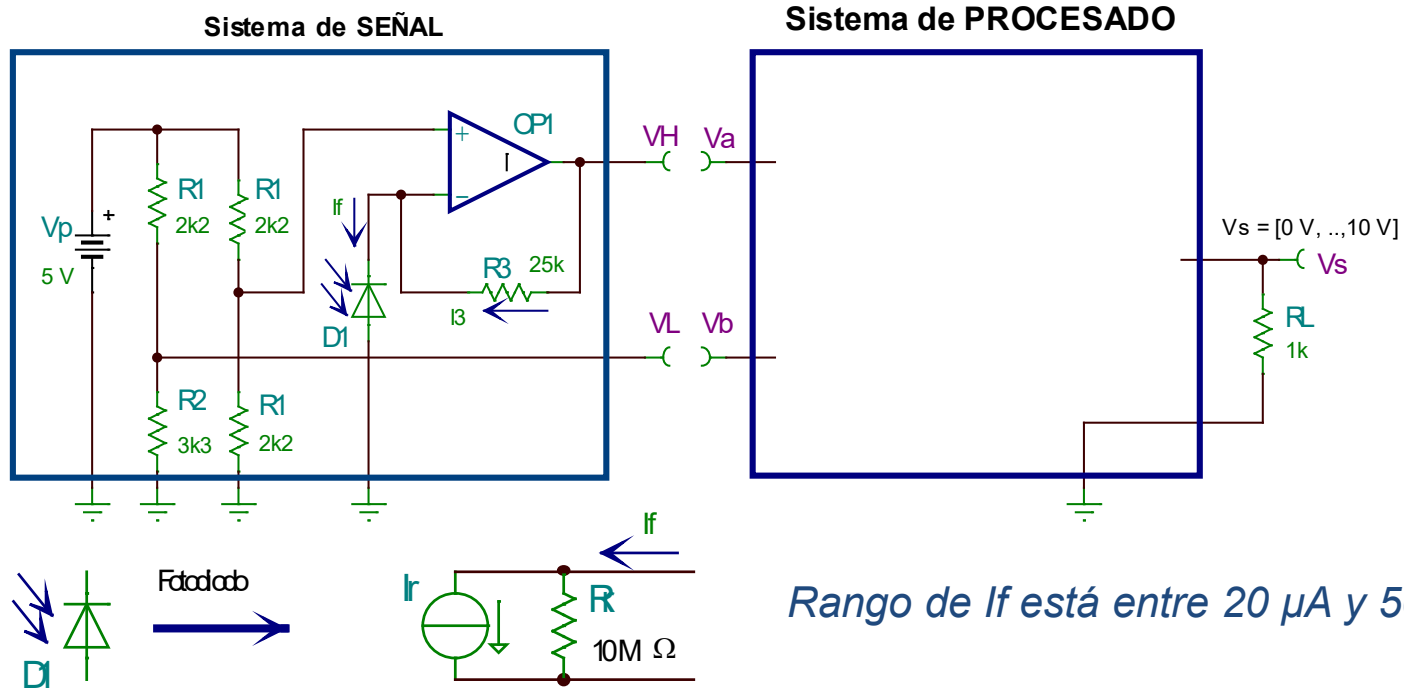 Sistema de SEÑAL
Sistema de PROCESADO
Vp
5 V
+
R1
2k2
R1
2k2
R2
3k3
R1
2k2
If
D1
+
−
OP1
R3
25k
I3
VH
Va
VL
Vb
Vs = [0 V, ..,10 V]
Vs
RL
1k
D1
Fotodiodo
Ir
If
10M Ω
Rango de If está entre 20 µA y 5